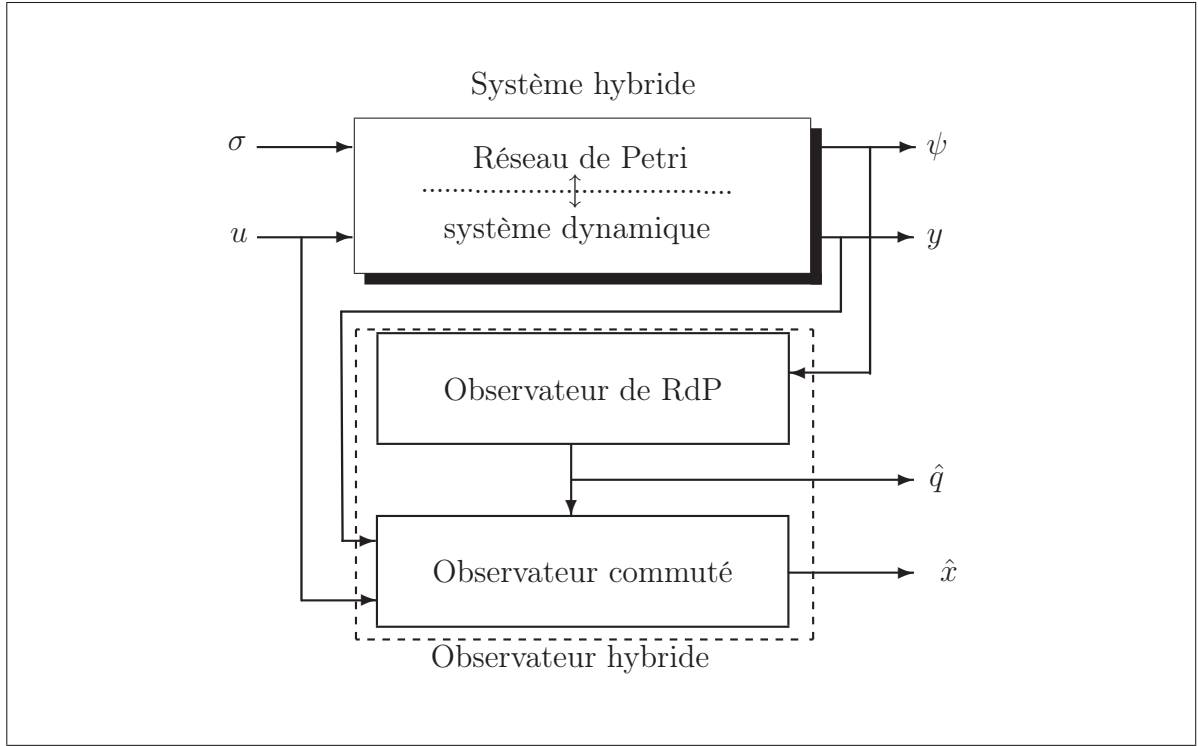 Système hybride
σ
Réseau de Petri
ψ
u
système dynamique
y
Observateur de RdP
q̂
Observateur commuté
x̂
Observateur hybride